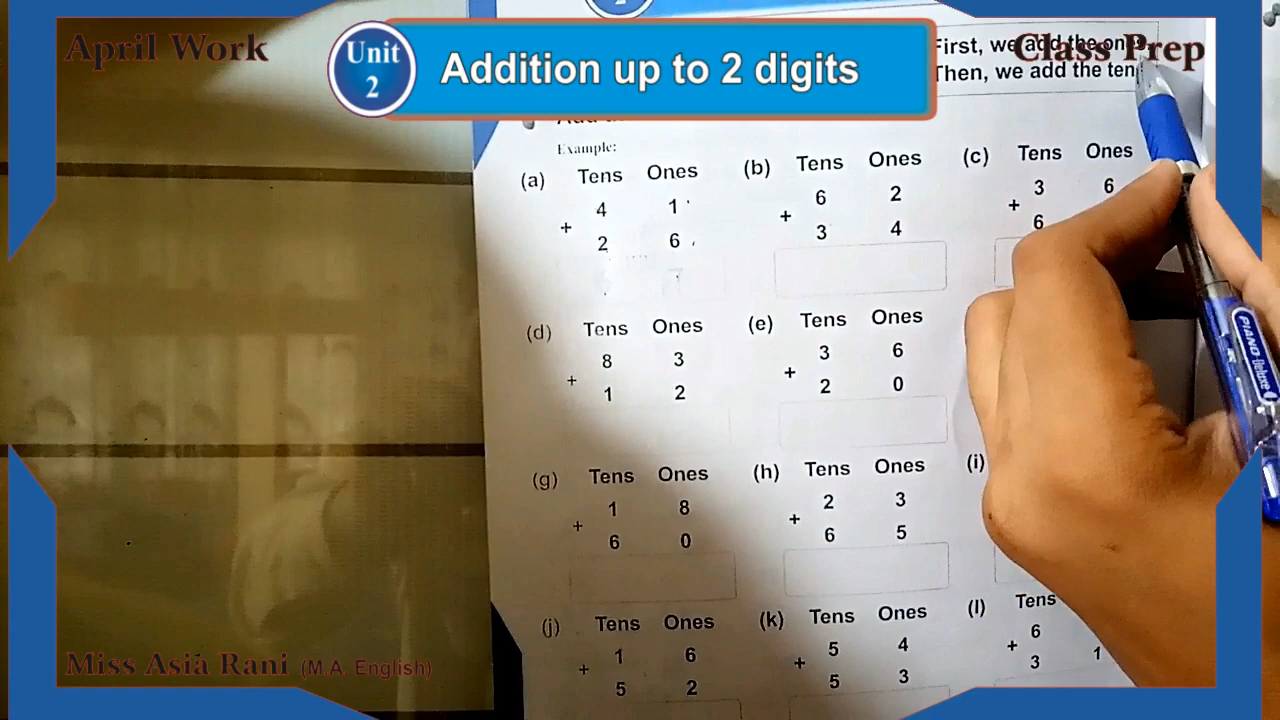 April Work
Unit 2
Addition up to 2 digits
Class Prep
First, we add the ones
Then, we add the ten
Example:
(a) Tens Ones
4 1
+
2 6
(b) Tens Ones
6 2
+
3 4
(c) Tens Ones
3 6
+
6
(d) Tens Ones
8 3
+
1 2
(e) Tens Ones
3 6
+
2 0
(g) Tens Ones
1 8
+
6 0
(h) Tens Ones
2 3
+
6 5
(i)
(j) Tens Ones
1 6
+
5 2
(k) Tens Ones
5 4
+
5 3
(l) Tens
6
+
3 1
Miss Asia Rani (M.A. English)
PIANO Deluxe